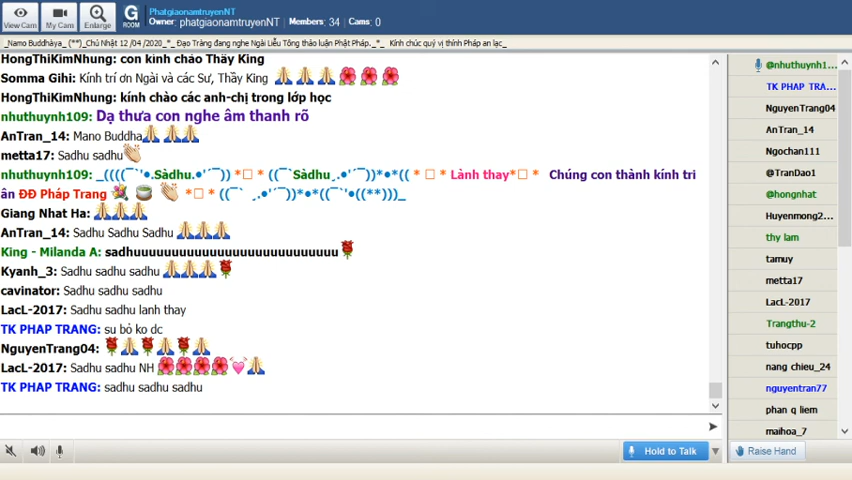 View Cam
My Cam
Enlarge
G
ROOM
PhatgiaonamtruyenNT
Owner: phatgiaonamtruyenNT Members: 34 Cams: 0
_Namo Buddhàya_ (**)_Chủ Nhật 12 /04 /2020_*_ Đạo Tràng đang nghe Ngài Liễu Tông thảo luận Phật Pháp._*_ Kính chúc quý vị thính Pháp an lạc_
HongThiKimNhung: con kinh chào Thầy King
Somma Gihi: Kính tri ơn Ngài và các Sư, Thầy King 🙏🙏🙏🌺🌺🌺
HongThiKimNhung: kính chào các anh-chị trong lớp học
nhuthuynh109: Dạ thưa con nghe âm thanh rõ
AnTran_14: Mano Buddha🙏🙏🙏
metta17: Sadhu sadhu👏
nhuthuynh109: _((((¯`'•.Sàdhu.•'´¯)) *□ * ((¯`Sàdhu¸.•'´¯))*•*(( * □ * Lành thay*□ * Chúng con thành kính tri
ân ĐĐ Pháp Trang 💐 🍵 👏 *□ * ((¯` ¸.•'´¯))*•*((¯`'•((**)))_
Giang Nhat Ha: 🙏🙏🙏
AnTran_14: Sadhu Sadhu Sadhu 🙏🙏🙏
King - Milanda A: sadhuuuuuuuuuuuuuuuuuuuuuuuuuu🌹
Kyanh_3: Sadhu sadhu sadhu 🙏🙏🙏🌹
cavinator: Sadhu sadhu sadhu
LacL-2017: Sadhu sadhu lanh thay
TK PHAP TRANG: su bỏ ko dc
NguyenTrang04: 🌹🙏🌹🙏🌹🙏
LacL-2017: Sadhu sadhu NH 🌺🌺🌺🌺💓🙏
TK PHAP TRANG: sadhu sadhu sadhu
@nhuthuynh1...
TK PHAP TRA...
NguyenTrang04
AnTran_14
Ngochan111
@TranDao1
@hongnhat
Huyenmong2...
thy lam
tamuy
metta17
LacL-2017
Trangthu-2
tuhocpp
nang chieu_24
nguyentran77
phan q liem
maihoa_7
Hold to Talk
Raise Hand